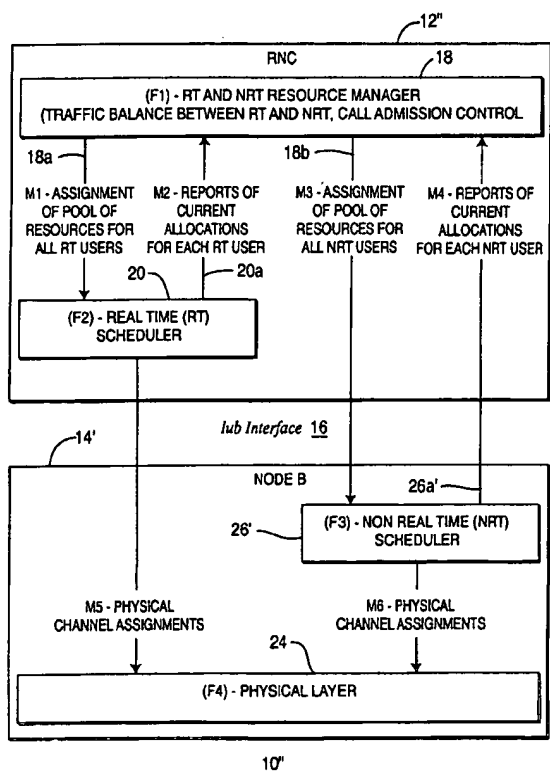 12"
RNC
18
(F1) - RT AND NRT RESOURCE MANAGER
(TRAFFIC BALANCE BETWEEN RT AND NRT, CALL ADMISSION CONTROL
18a
18b
M1 - ASSIGNMENT
OF POOL OF
RESOURCES FOR
ALL RT USERS
M2 - REPORTS OF
CURRENT
ALLOCATIONS
FOR EACH RT USER
M3 - ASSIGNMENT
OF POOL OF
RESOURCES FOR
ALL NRT USERS
M4 - REPORTS OF
CURRENT
ALLOCATIONS
FOR EACH NRT USER
20
20a
(F2) - REAL TIME (RT)
SCHEDULER
Iub Interface 16
14'
NODE B
26a'
26'
(F3) - NON REAL TIME (NRT)
SCHEDULER
M5 - PHYSICAL
CHANNEL ASSIGNMENTS
M6 - PHYSICAL
CHANNEL ASSIGNMENTS
24
(F4) - PHYSICAL LAYER
10"